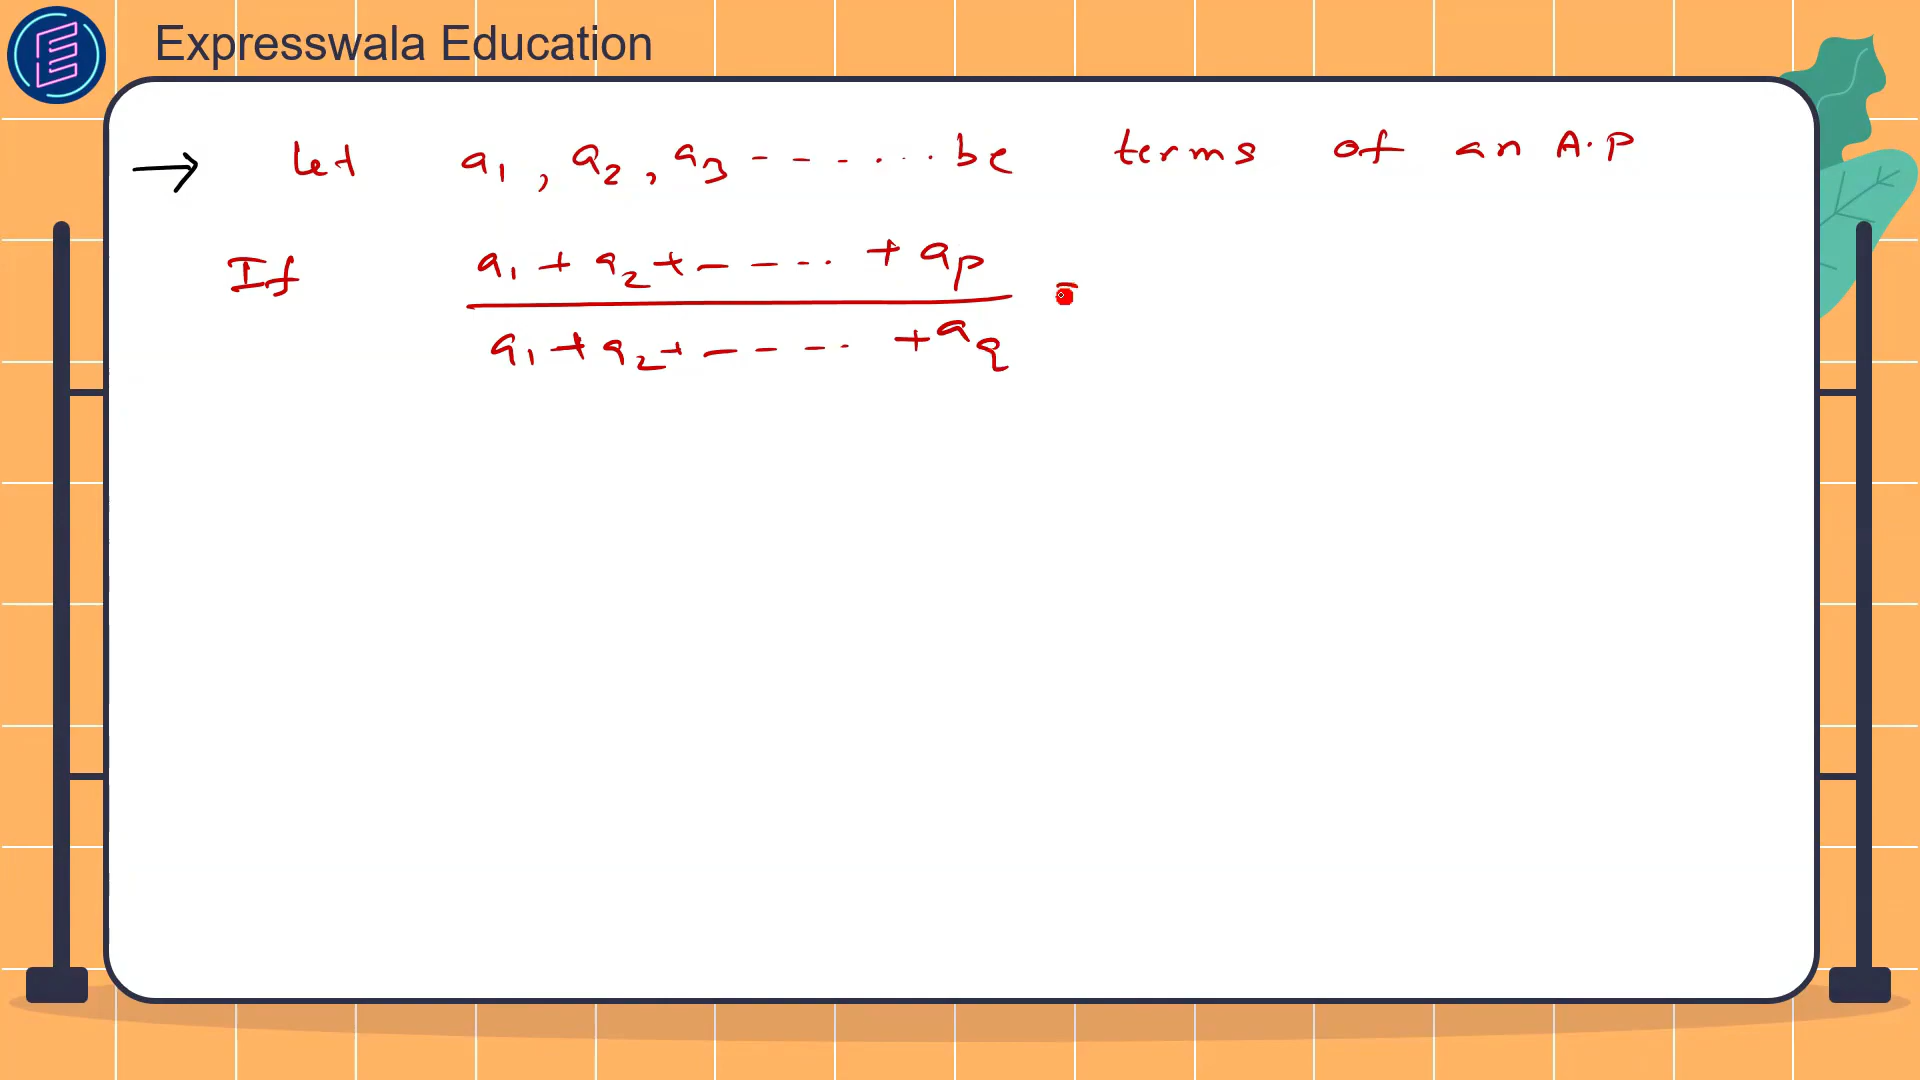 Expresswala Education
→ Let a₁, a₂, a₃ - - - - . . . be terms of an A.P
If a₁ + a₂ + - - - . . + aₚ =
a₁ + a₂ + - - - - . + a_q